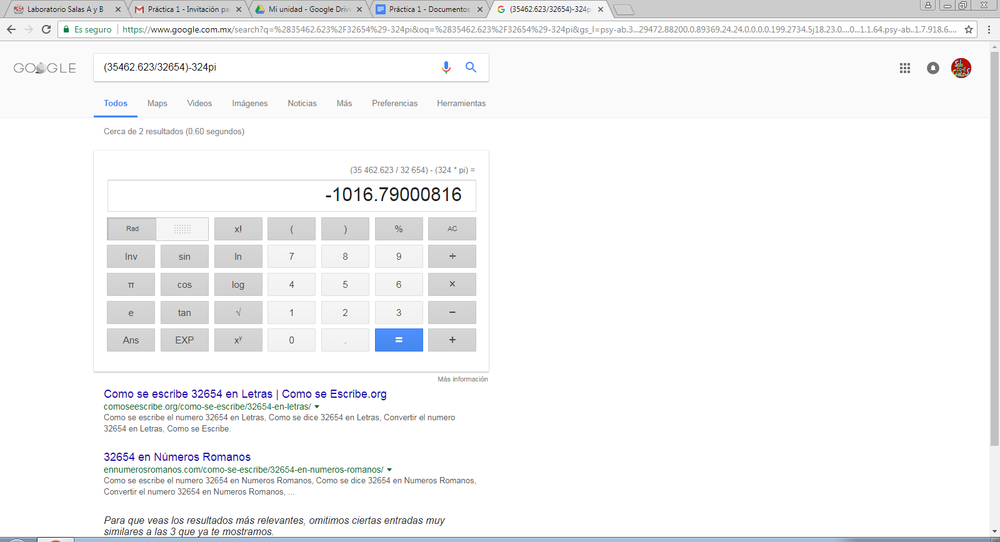 Laboratorio Salas A y B
Práctica 1 - Invitación pa
Mi unidad - Google Drive
Práctica 1 - Documentos
(35462.623/32654)-324p
Es seguro
https://www.google.com.mx/search?q=%2835462.623%2F32654%29-324pi&oq=%2835462.623%2F32654%29-324pi&gs_l=psy-ab.3...29472.88200.0.89369.24.24.0.0.0.0.199.2734.5j18.23.0....0...1.1.64.psy-ab..1.7.918.6....
GOOGLE
(35462.623/32654)-324pi
Todos Maps Videos Imágenes Noticias Más Preferencias Herramientas
Cerca de 2 resultados (0.60 segundos)
(35 462.623 / 32 654) - (324 * pi) =
-1016.79000816
Rad x! ( ) % AC
Inv sin ln 7 8 9 ÷
π cos log 4 5 6 ×
e tan √ 1 2 3 −
Ans EXP xʸ 0 . = +
Más información
Como se escribe 32654 en Letras | Como se Escribe.org
comoseescribe.org/como-se-escribe/32654-en-letras/
Como se escribe el numero 32654 en Letras, Como se dice 32654 en Letras, Convertir el numero
32654 en Letras, Como se Escribe.
32654 en Números Romanos
ennumerosromanos.com/como-se-escribe/32654-en-numeros-romanos/
Como se escribe el numero 32654 en Numeros Romanos, Como se dice 32654 en Numeros Romanos,
Convertir el numero 32654 en Numeros Romanos, ...
Para que veas los resultados más relevantes, omitimos ciertas entradas muy
similares a las 3 que ya te mostramos.